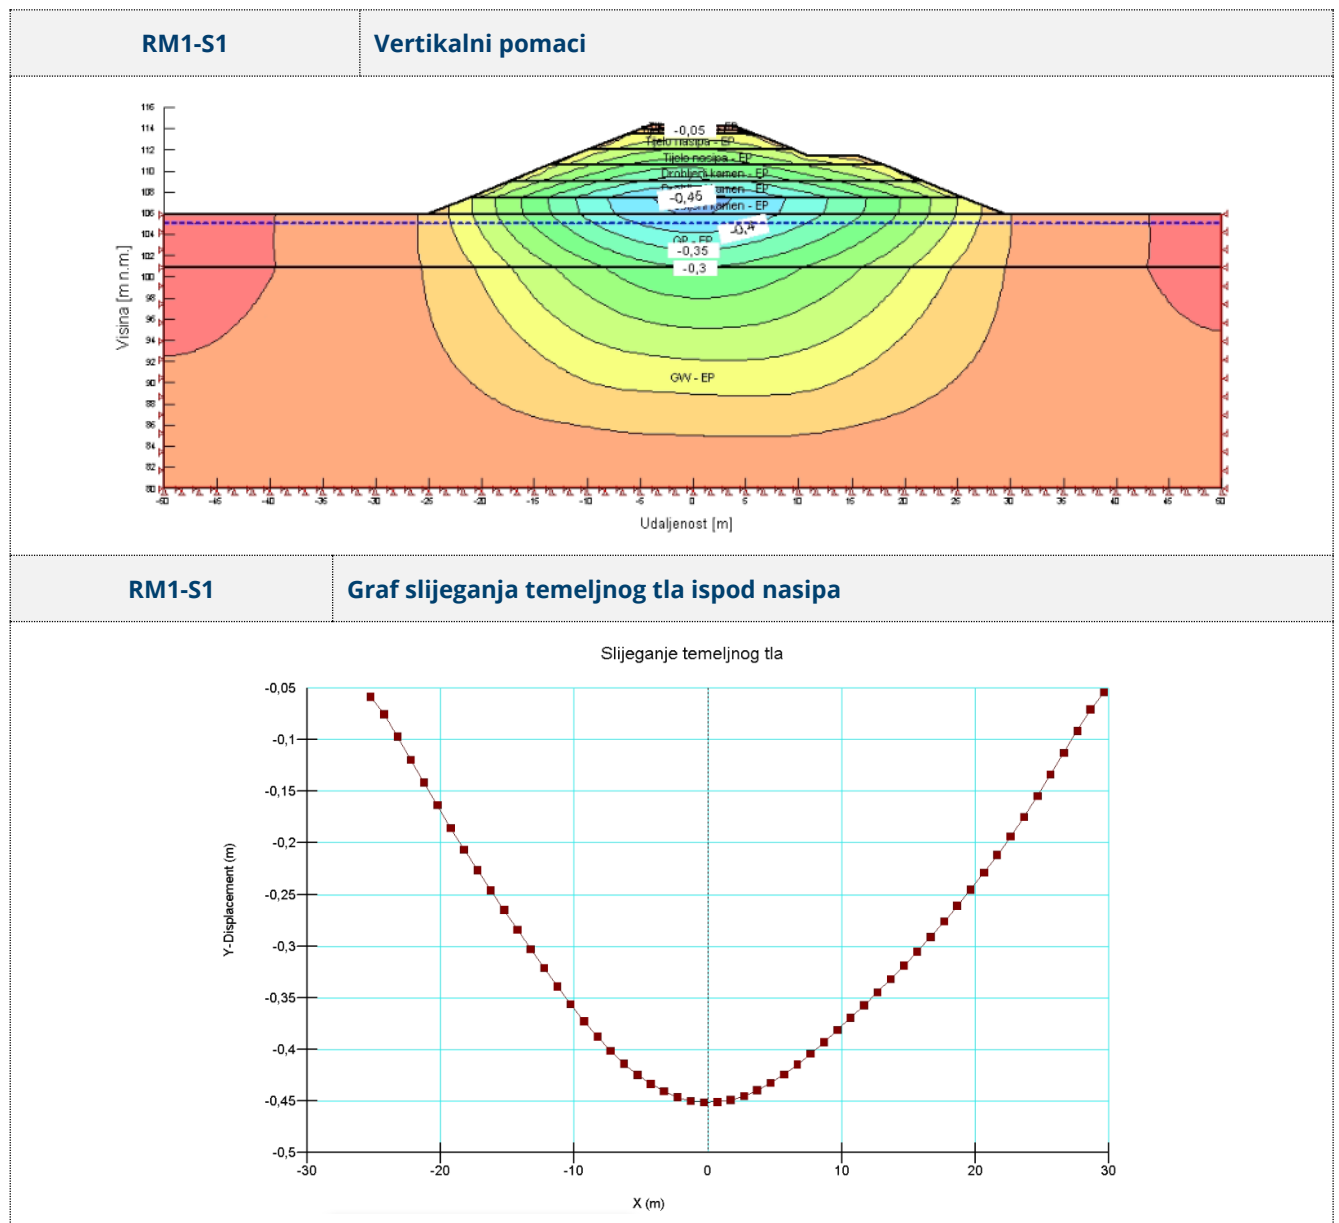 RM1-S1 Vertikalni pomaci
116
114
112
110
108
106
104
102
100
98
96
94
92
90
88
86
84
82
80
Visina [m n.m.]
-0,05
Tijelo nasipa - EP
Tijelo nasipa - EP
Drobljeni kamen - EP
kamen - EP
-0,45
kamen - EP
-0,4
GP - EP
-0,35
-0,3
GW - EP
-50 -45 -40 -35 -30 -25 -20 -15 -10 -5 0 5 10 15 20 25 30 35 40 45 50
Udaljenost [m]
RM1-S1 Graf slijeganja temeljnog tla ispod nasipa
Slijeganje temeljnog tla
-0,05
-0,1
-0,15
-0,2
-0,25
-0,3
-0,35
-0,4
-0,45
-0,5
Y-Displacement (m)
-30 -20 -10 0 10 20 30
X (m)